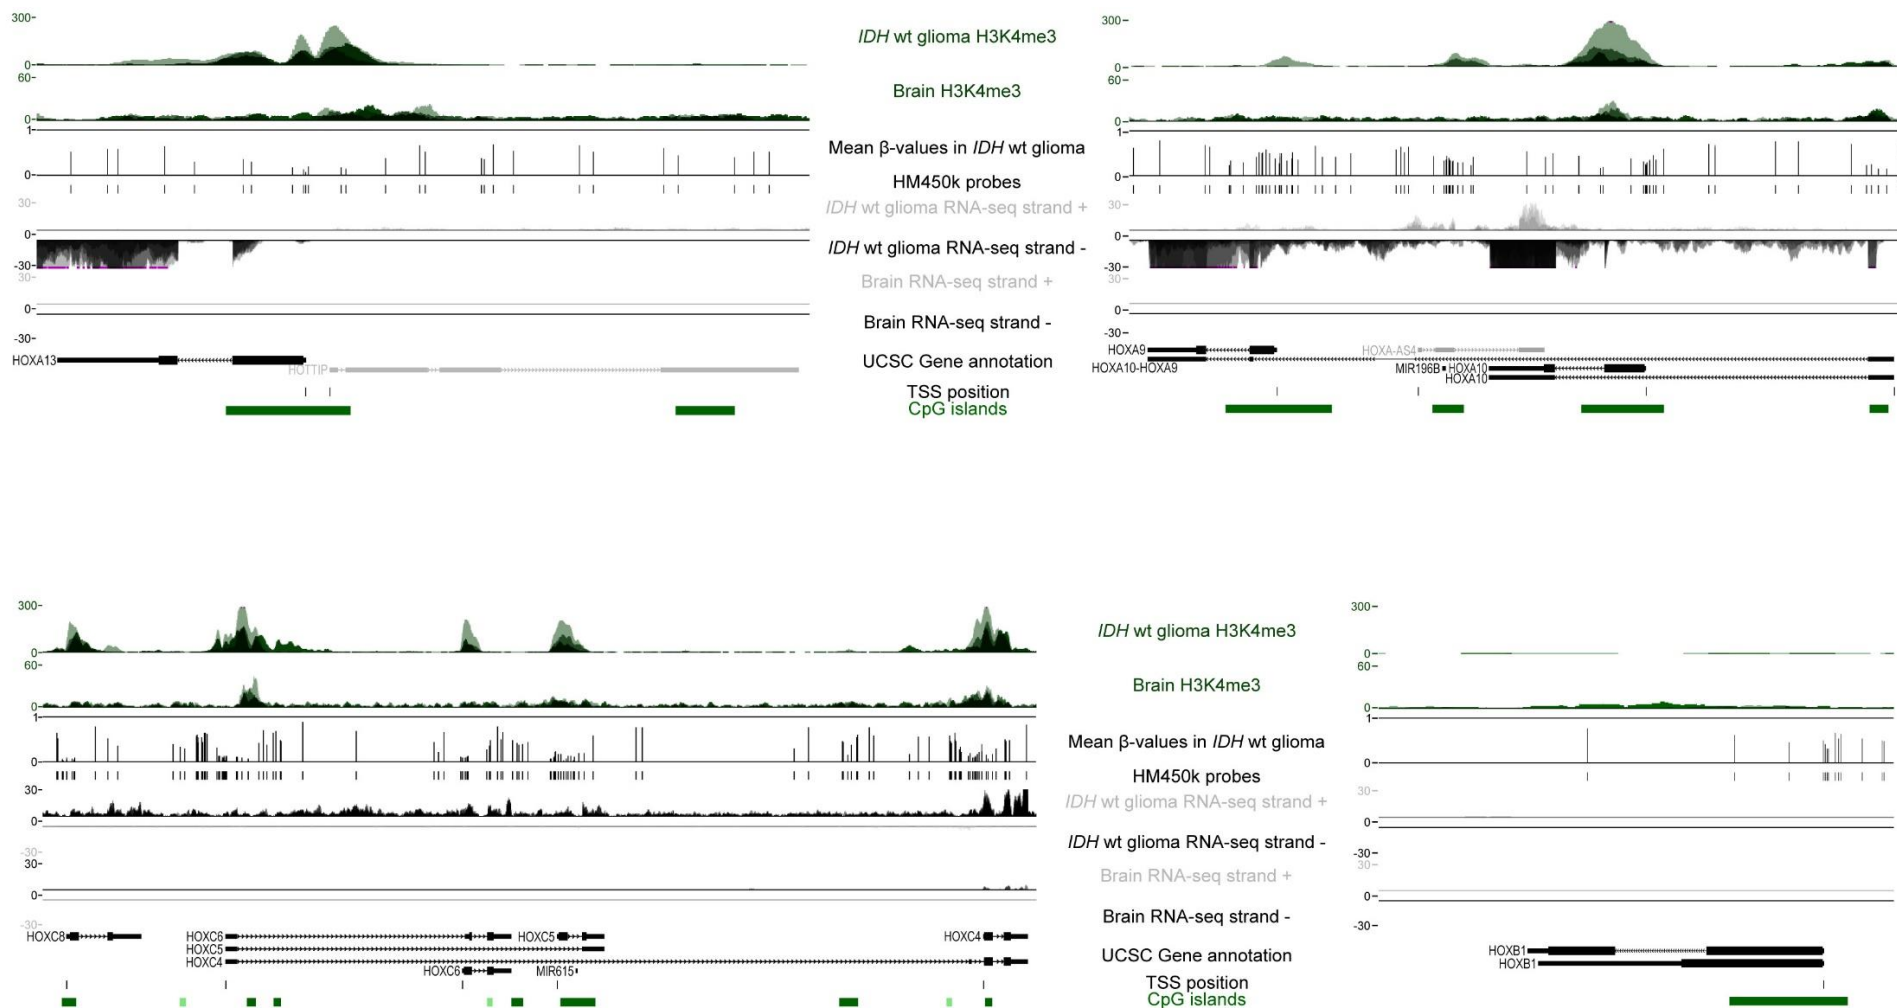 300-
0-
60-
0-
1-
0-
30-
0-
-30-
30-
0-
-30-
HOXA13
HOTTIP
IDH wt glioma H3K4me3
Brain H3K4me3
Mean β-values in IDH wt glioma
HM450k probes
IDH wt glioma RNA-seq strand +
IDH wt glioma RNA-seq strand -
Brain RNA-seq strand +
Brain RNA-seq strand -
UCSC Gene annotation
TSS position
CpG islands
300-
0-
60-
0-
1-
0-
30-
0-
-30-
30-
0-
-30-
HOXA9
HOXA-AS4
HOXA10-HOXA9
MIR196B
HOXA10
HOXA10
300-
0-
60-
0-
1-
0-
30-
0-
-30-
30-
0-
-30-
HOXC8
HOXC6
HOXC5
HOXC4
HOXC5
HOXC4
HOXC6
MIR615
IDH wt glioma H3K4me3
Brain H3K4me3
Mean β-values in IDH wt glioma
HM450k probes
IDH wt glioma RNA-seq strand +
IDH wt glioma RNA-seq strand -
Brain RNA-seq strand +
Brain RNA-seq strand -
UCSC Gene annotation
TSS position
CpG islands
300-
0-
60-
0-
1-
0-
30-
0-
-30-
30-
0-
-30-
HOXB1
HOXB1